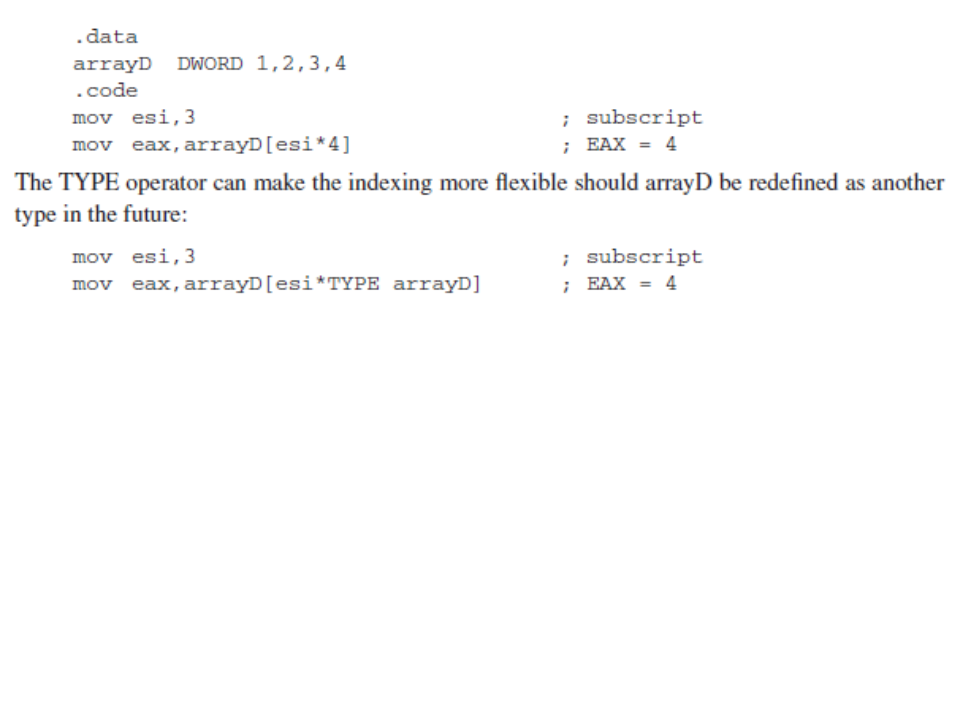 .data
arrayD DWORD 1,2,3,4
.code
mov esi,3 ; subscript
mov eax,arrayD[esi*4] ; EAX = 4
The TYPE operator can make the indexing more flexible should arrayD be redefined as another
type in the future:
mov esi,3 ; subscript
mov eax,arrayD[esi*TYPE arrayD] ; EAX = 4